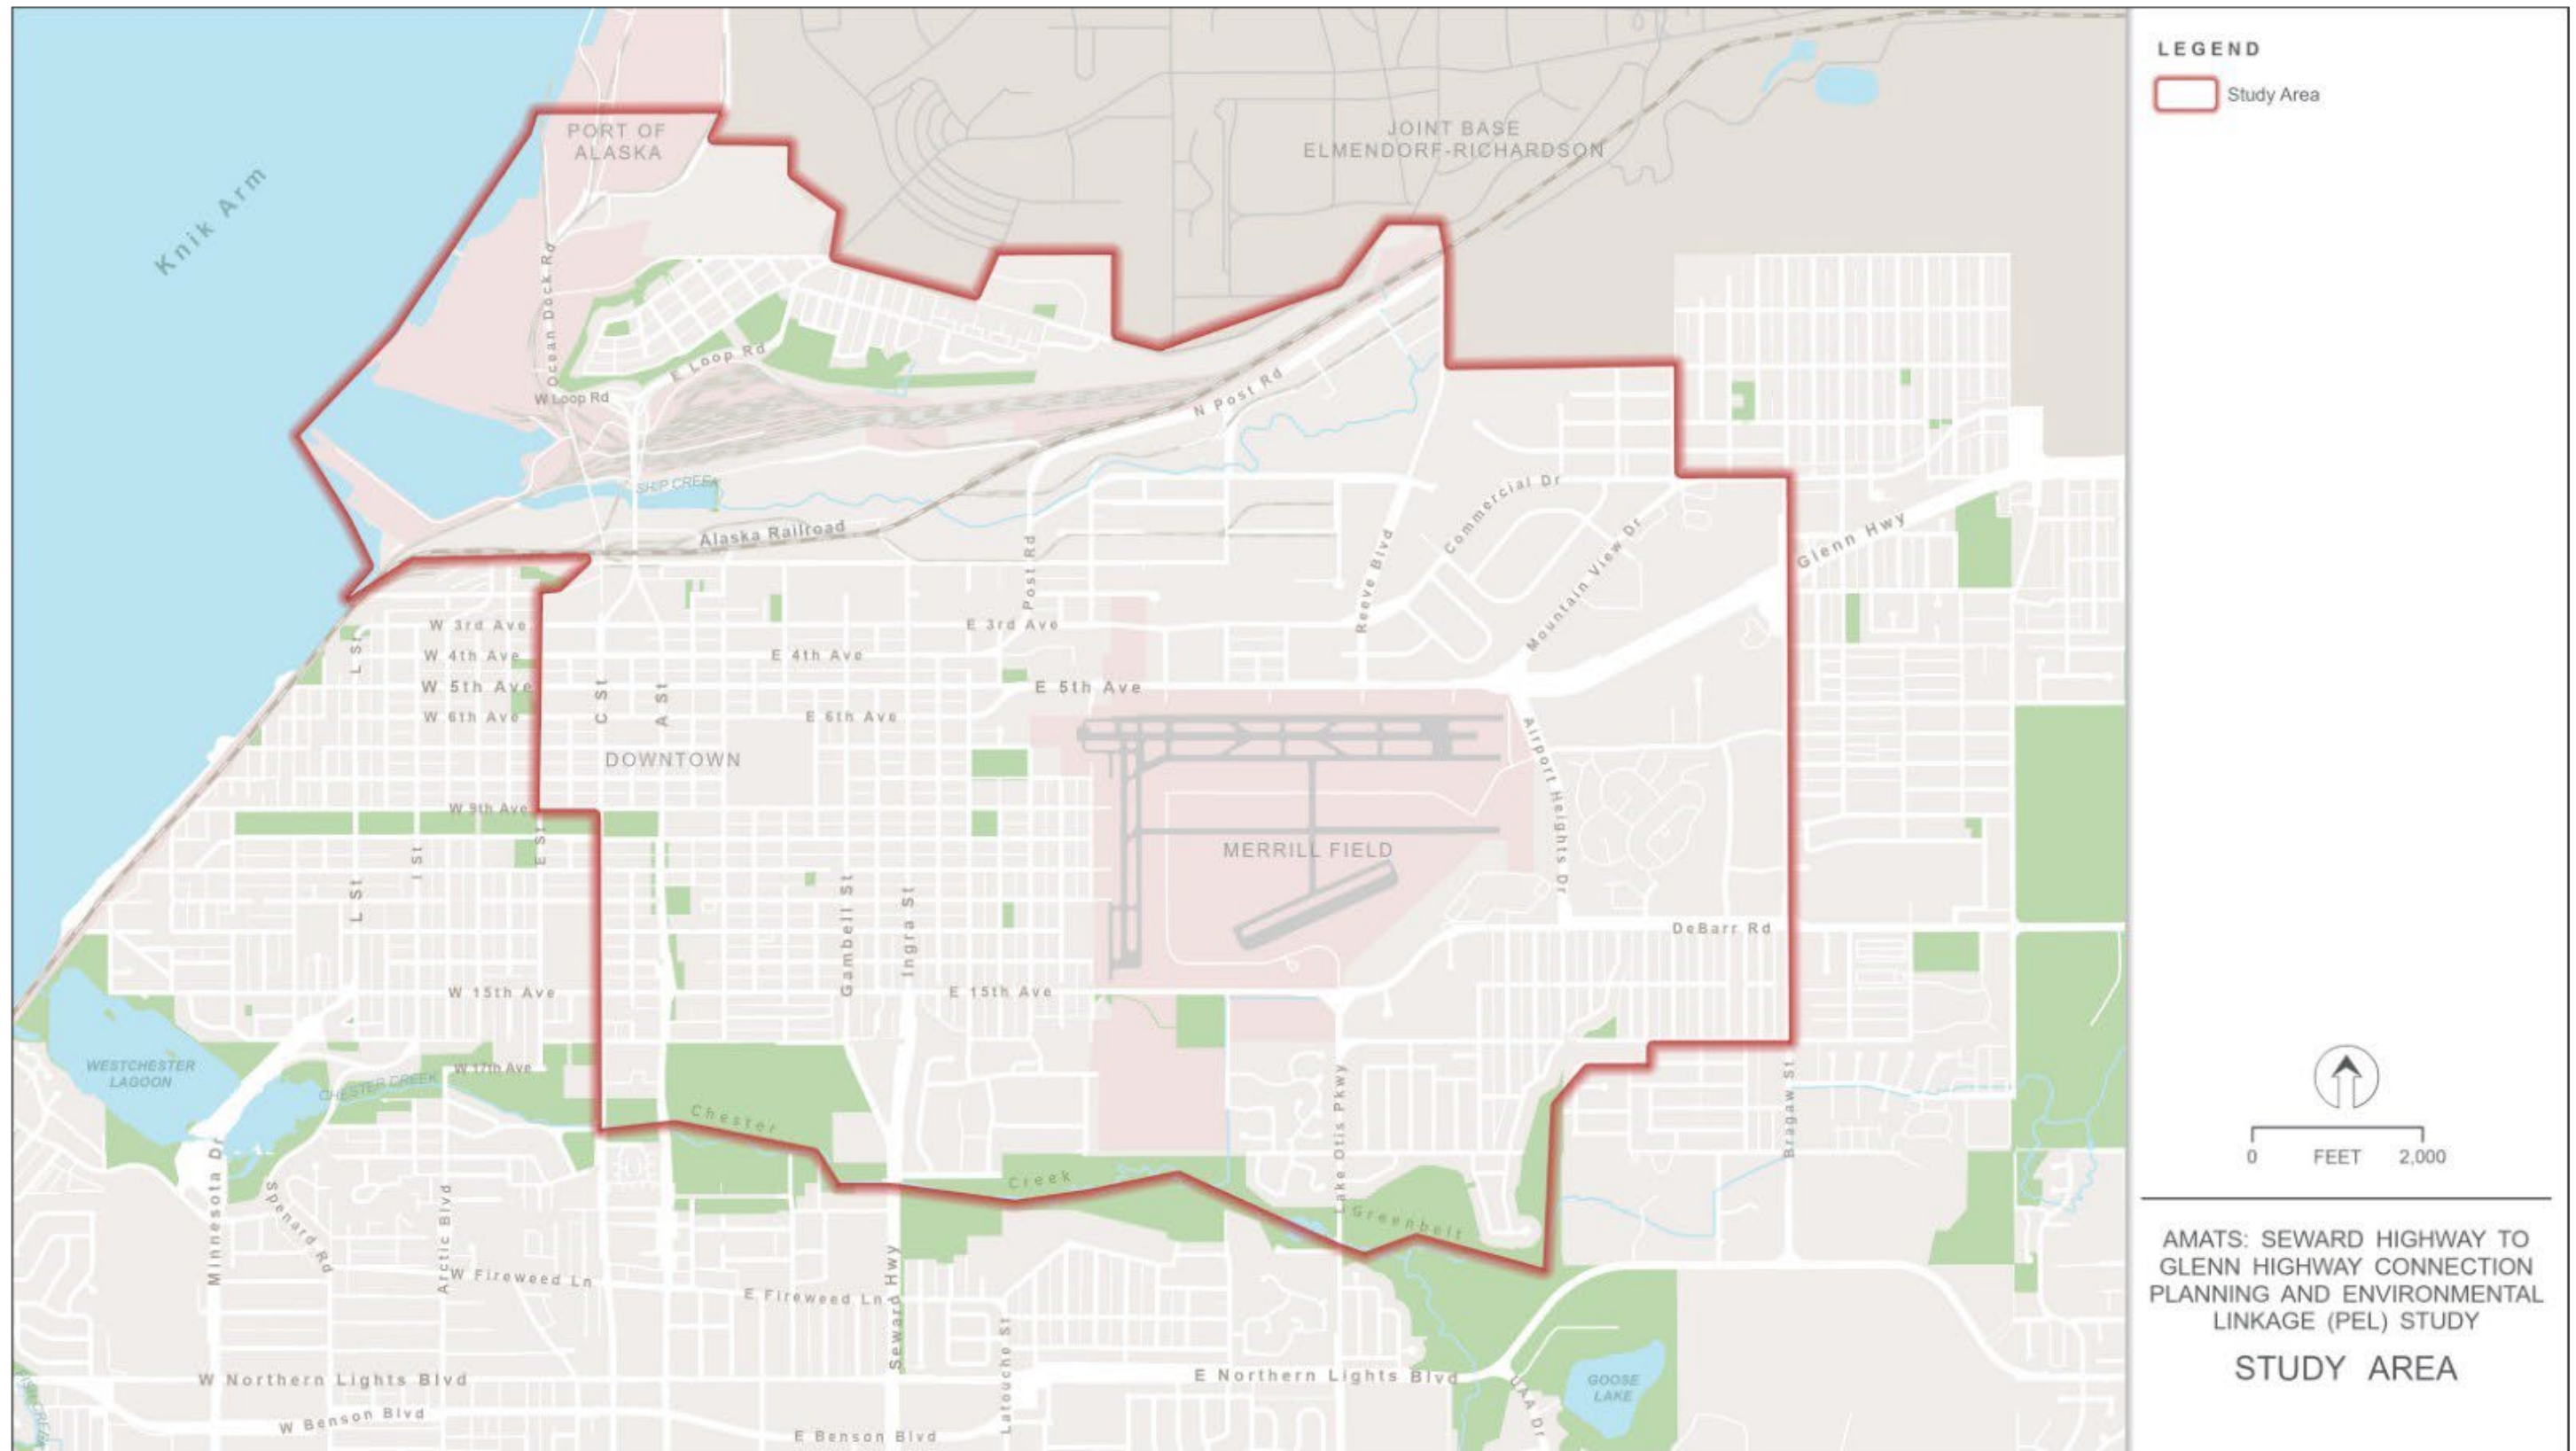 LEGEND
Study Area
PORT OF
ALASKA
JOINT BASE
ELMENDORF-RICHARDSON
Knik Arm
Ocean Dock Rd
E Loop Rd
W Loop Rd
N Post Rd
SHIP CREEK
Alaska Railroad
Commercial Dr
Mountain View Dr
Glenn Hwy
Post Rd
Reeve Blvd
L St
W 3rd Ave
E 3rd Ave
W 4th Ave
E 4th Ave
W 5th Ave
E 5th Ave
W 6th Ave
E 6th Ave
C St
A St
DOWNTOWN
Airport Heights Dr
W 9th Ave
E St
I St
L St
MERRILL FIELD
Gambell St
Ingra St
DeBarr Rd
W 15th Ave
E 15th Ave
WESTCHESTER
LAGOON
CHESTER CREEK
W 17th Ave
Chester
Creek
Greenbelt
Lake Otis Pkwy
Bragaw St
Minnesota Dr
Spenard Rd
Arctic Blvd
W Fireweed Ln
E Fireweed Ln
Seward Hwy
Latouche St
W Northern Lights Blvd
E Northern Lights Blvd
W Benson Blvd
E Benson Blvd
UAA Dr
GOOSE
LAKE
0 FEET 2,000
AMATS: SEWARD HIGHWAY TO
GLENN HIGHWAY CONNECTION
PLANNING AND ENVIRONMENTAL
LINKAGE (PEL) STUDY
STUDY AREA